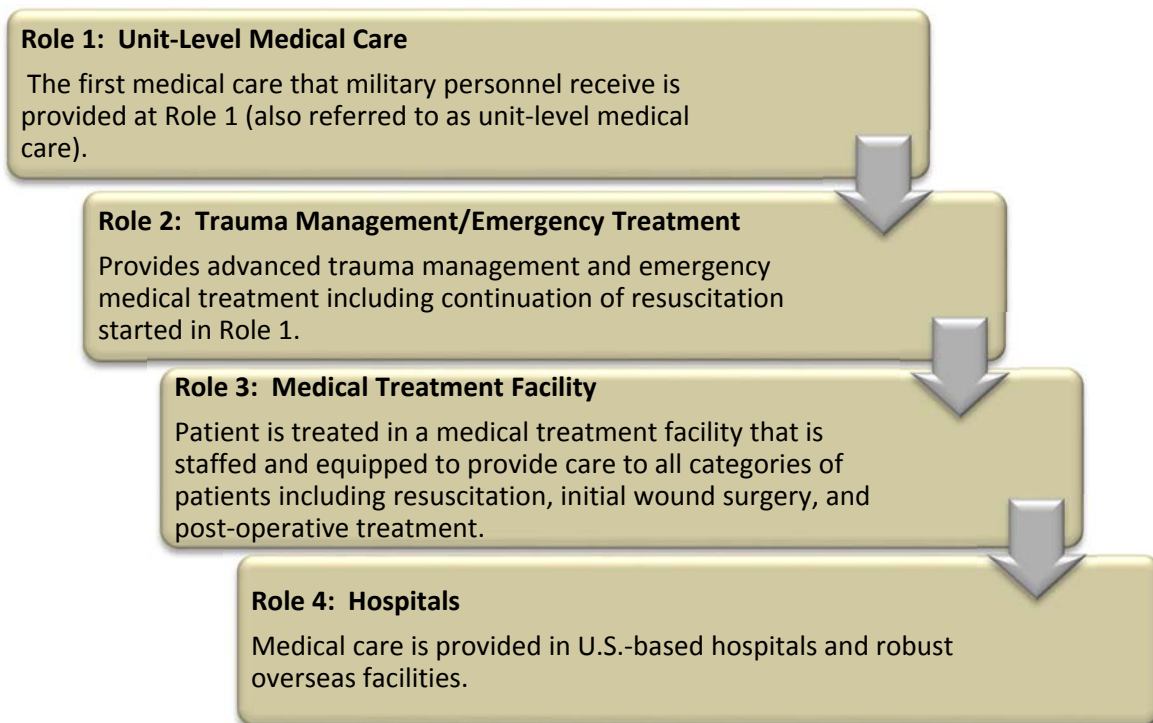 Role 1:  Unit-Level Medical Care
The first medical care that military personnel receive is
provided at Role 1 (also referred to as unit-level medical
care).
Role 2:  Trauma Management/Emergency Treatment
Provides advanced trauma management and emergency
medical treatment including continuation of resuscitation
started in Role 1.
Role 3:  Medical Treatment Facility
Patient is treated in a medical treatment facility that is
staffed and equipped to provide care to all categories of
patients including resuscitation, initial wound surgery, and
post-operative treatment.
Role 4:  Hospitals
Medical care is provided in U.S.-based hospitals and robust
overseas facilities.